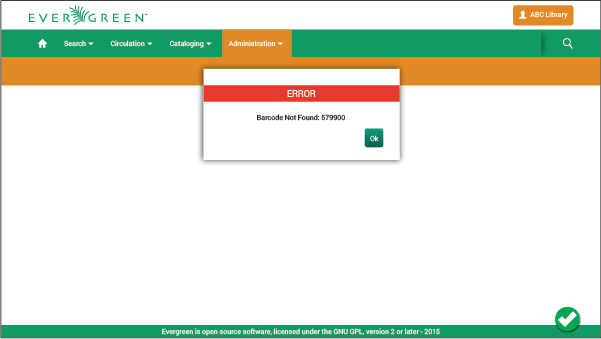 EVERGREEN
ABC Library
Search
Circulation
Cataloging
Administration
ERROR
Barcode Not Found: 579900
Ok
Evergreen is open source software, licensed under the GNU GPL, version 2 or later - 2015